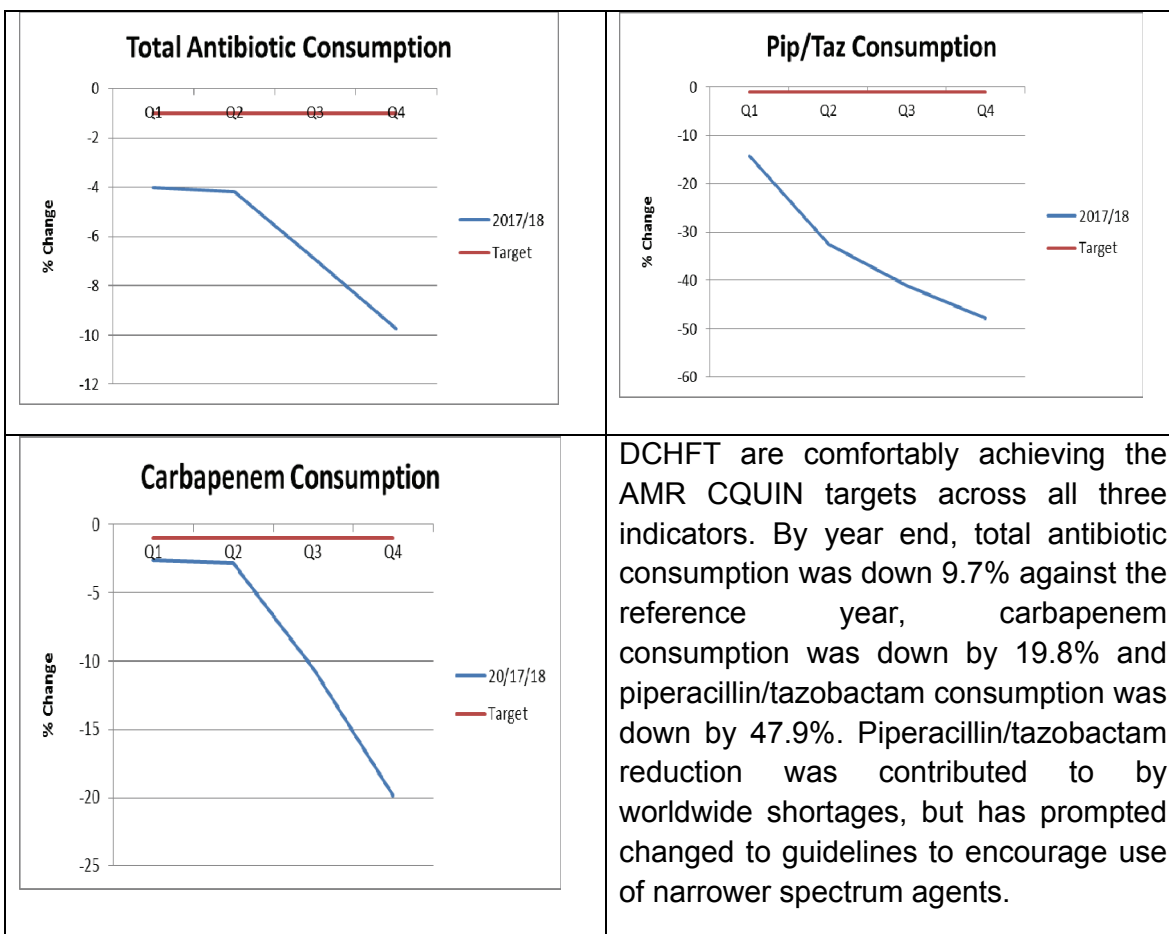 Total Antibiotic Consumption
0
Q1 Q2 Q3 Q4
-2
-4
-6
-8
-10
-12
% Change
2017/18
Target
Pip/Taz Consumption
0
Q1 Q2 Q3 Q4
-10
-20
-30
-40
-50
-60
% Change
2017/18
Target
Carbapenem Consumption
0
Q1 Q2 Q3 Q4
-5
-10
-15
-20
-25
% Change
20/17/18
Target
DCHFT are comfortably achieving the
AMR CQUIN targets across all three
indicators. By year end, total antibiotic
consumption was down 9.7% against the
reference year, carbapenem
consumption was down by 19.8% and
piperacillin/tazobactam consumption was
down by 47.9%. Piperacillin/tazobactam
reduction was contributed to by
worldwide shortages, but has prompted
changed to guidelines to encourage use
of narrower spectrum agents.